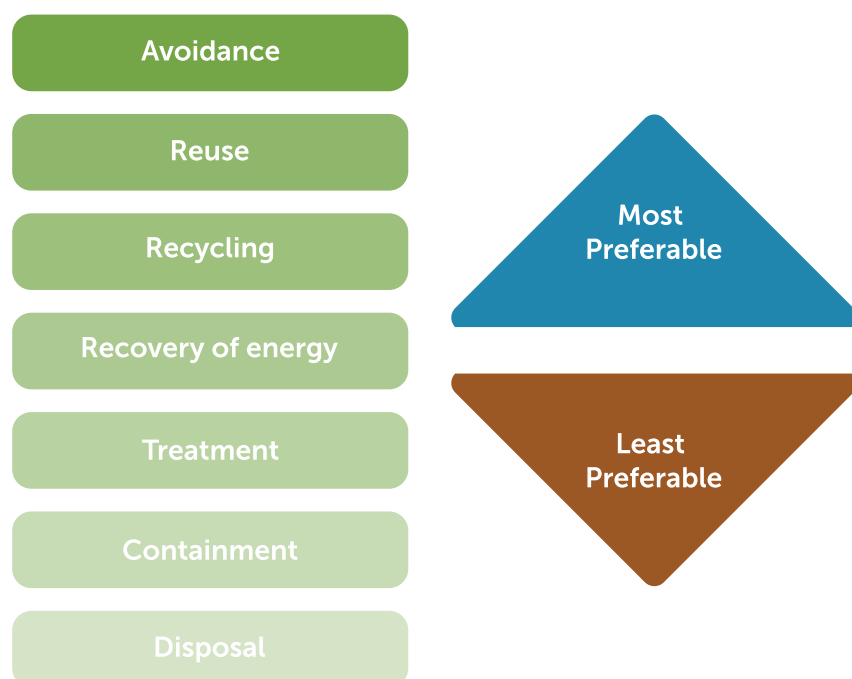 Avoidance
Reuse
Recycling
Recovery of energy
Treatment
Containment
Disposal
Most
Preferable
Least
Preferable